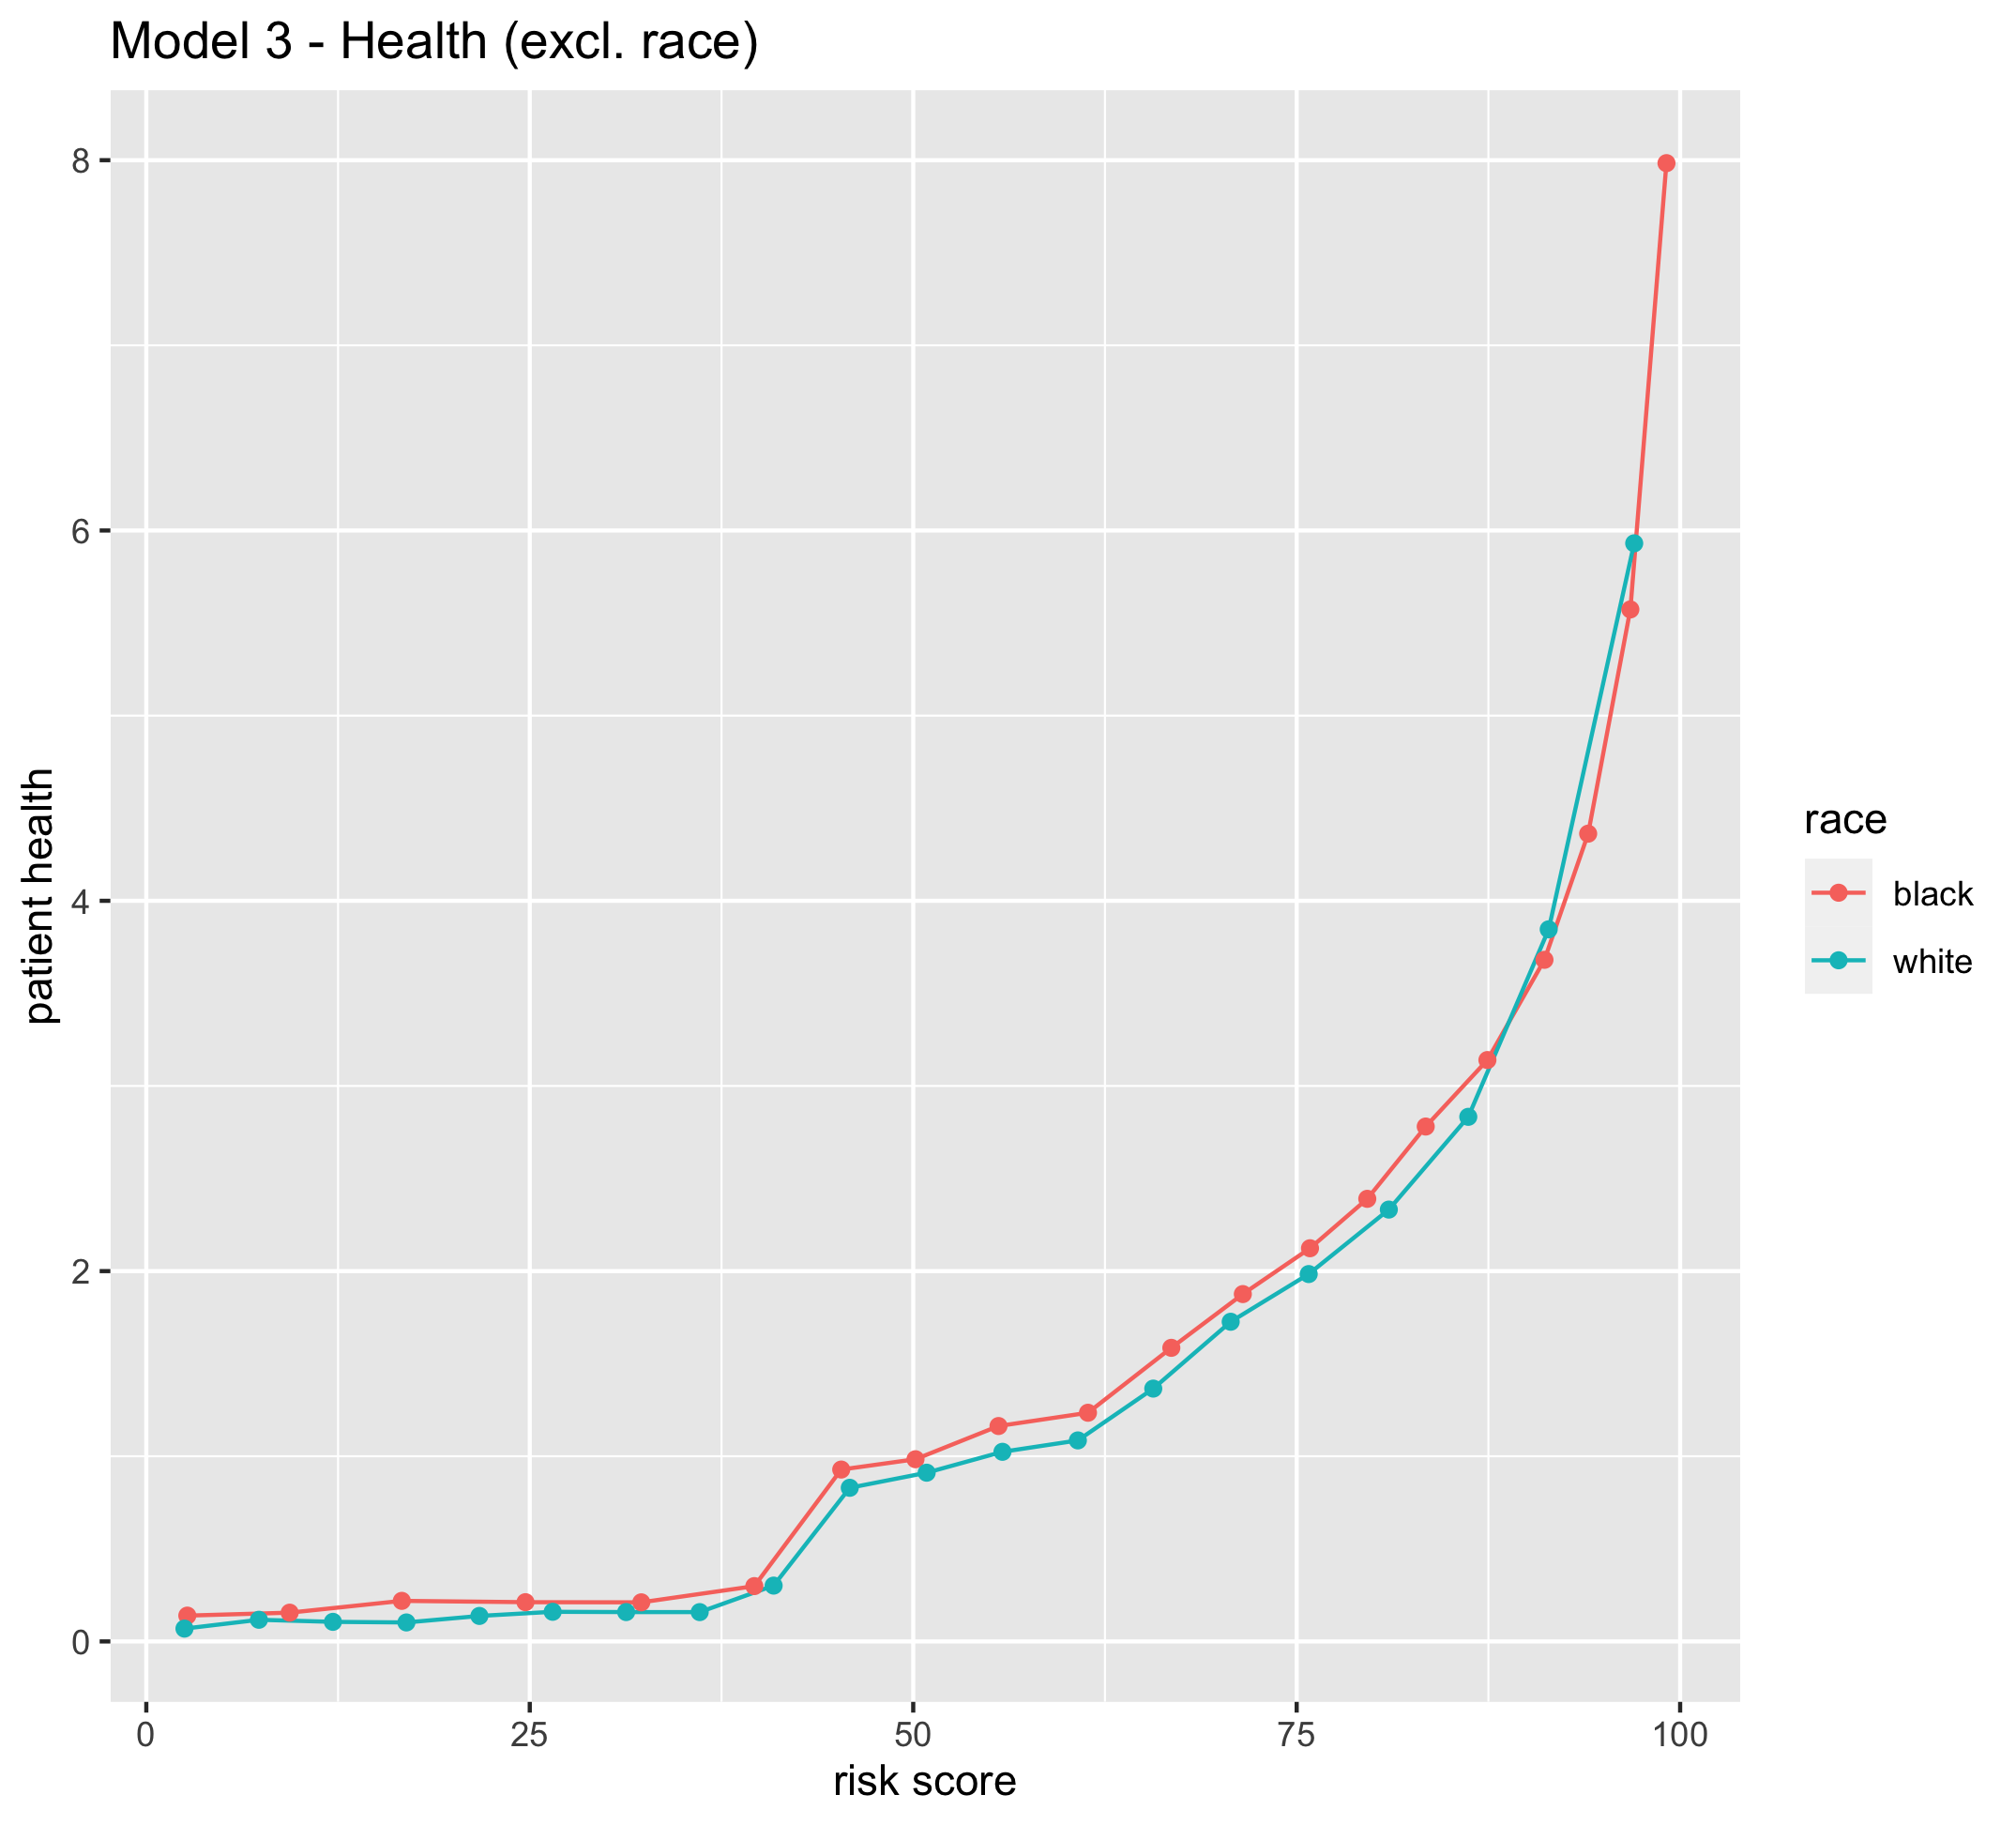 Model 3 - Health (excl. race)
8
6
4
2
0
patient health
0 25 50 75 100
risk score
race
black
white